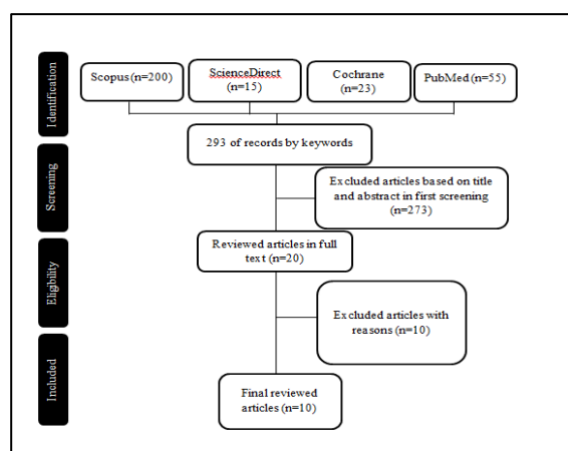 Identification
Scopus (n=200)
ScienceDirect
(n=15)
Cochrane
(n=23)
PubMed (n=55)
293 of records by keywords
Screening
Excluded articles based on title
and abstract in first screening
(n=273)
Reviewed articles in full
text (n=20)
Eligibility
Excluded articles with
reasons (n=10)
Included
Final reviewed
articles (n=10)